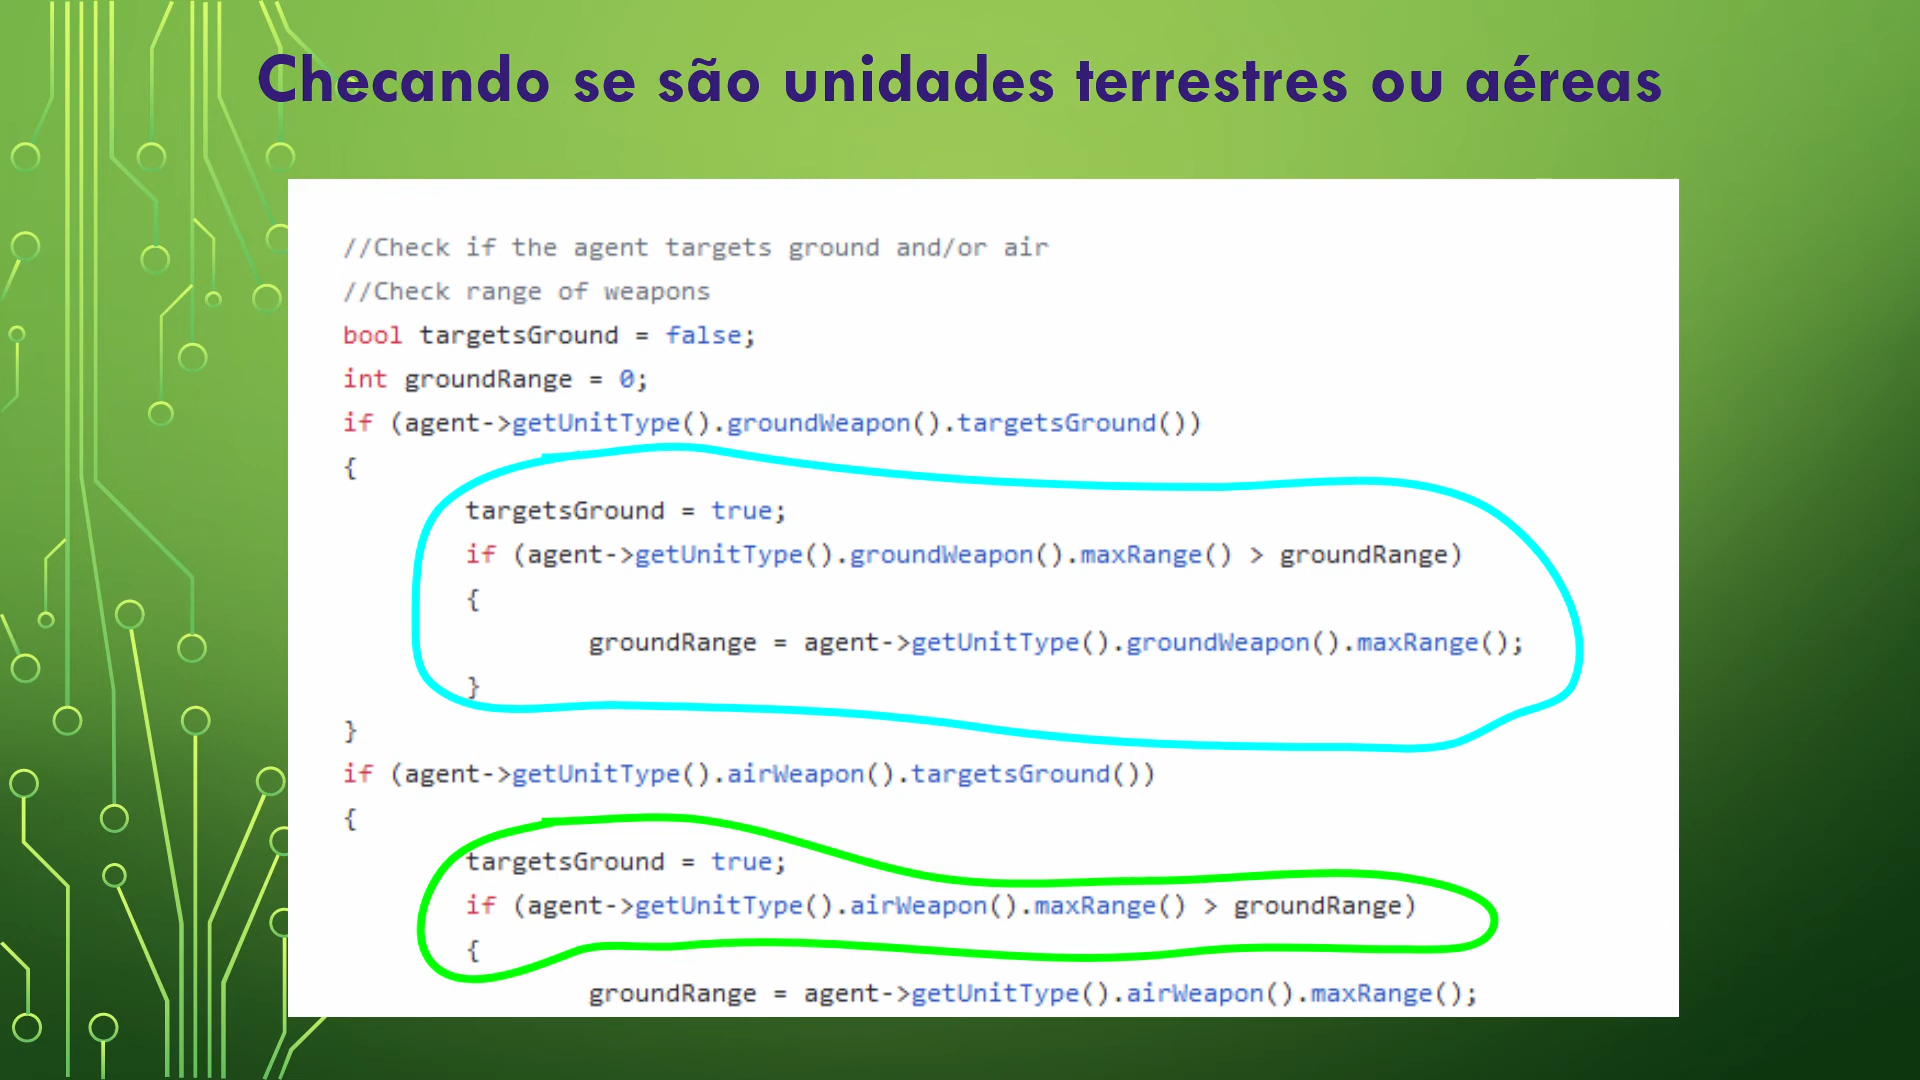 Checando se são unidades terrestres ou aéreas
//Check if the agent targets ground and/or air
//Check range of weapons
bool targetsGround = false;
int groundRange = 0;
if (agent->getUnitType().groundWeapon().targetsGround())
{
targetsGround = true;
if (agent->getUnitType().groundWeapon().maxRange() > groundRange)
{
groundRange = agent->getUnitType().groundWeapon().maxRange();
}
}
if (agent->getUnitType().airWeapon().targetsGround())
{
targetsGround = true;
if (agent->getUnitType().airWeapon().maxRange() > groundRange)
{
groundRange = agent->getUnitType().airWeapon().maxRange();